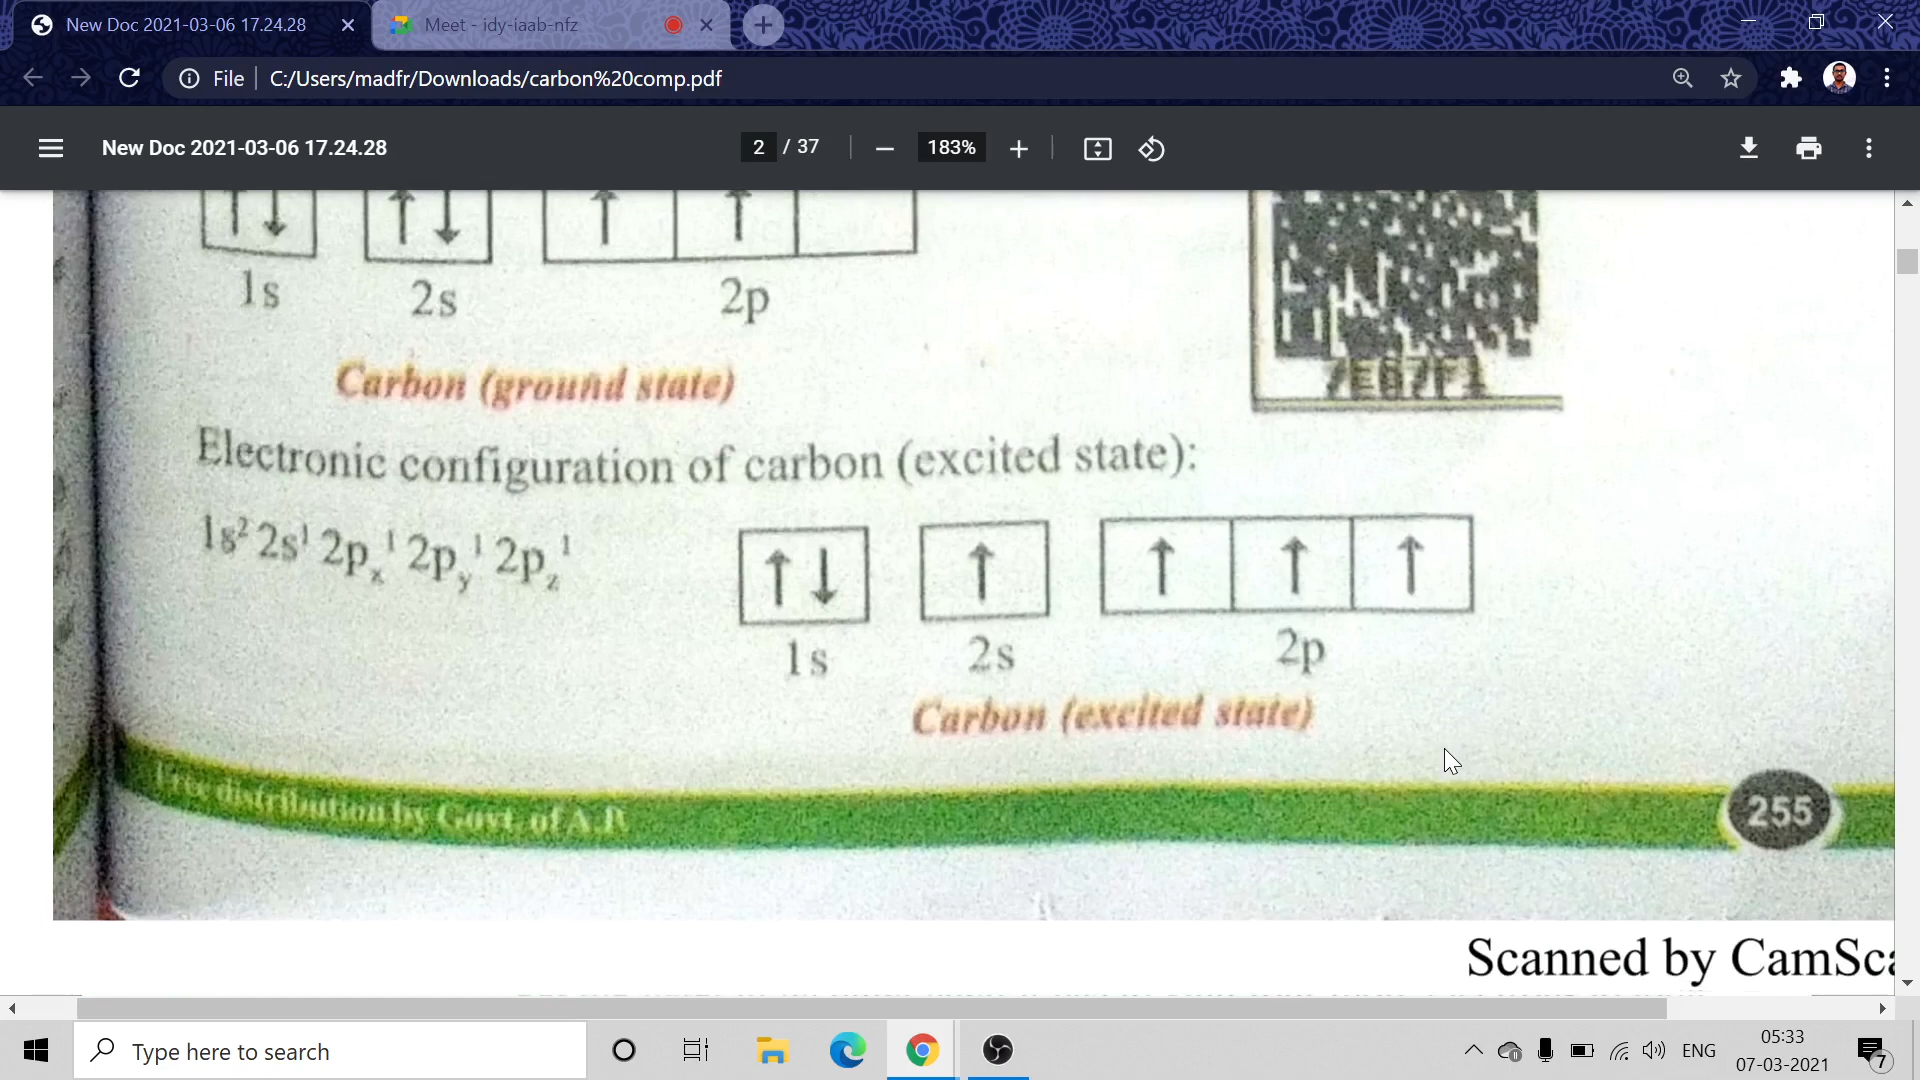 New Doc 2021-03-06 17.24.28
Meet - idy-iaab-nfz
File
C:/Users/madfr/Downloads/carbon%20comp.pdf
New Doc 2021-03-06 17.24.28
2 / 37
183%
1s 2s 2p
Carbon (ground state)
7E67F1
Electronic configuration of carbon (excited state):
1s² 2s¹ 2pₓ¹ 2pᵧ¹ 2p_z¹
↑↓ ↑ ↑ ↑ ↑
1s 2s 2p
Carbon (excited state)
Free distribution by Govt. of A.P.
255
Scanned by CamSca
Type here to search
ENG
05:33
07-03-2021
7